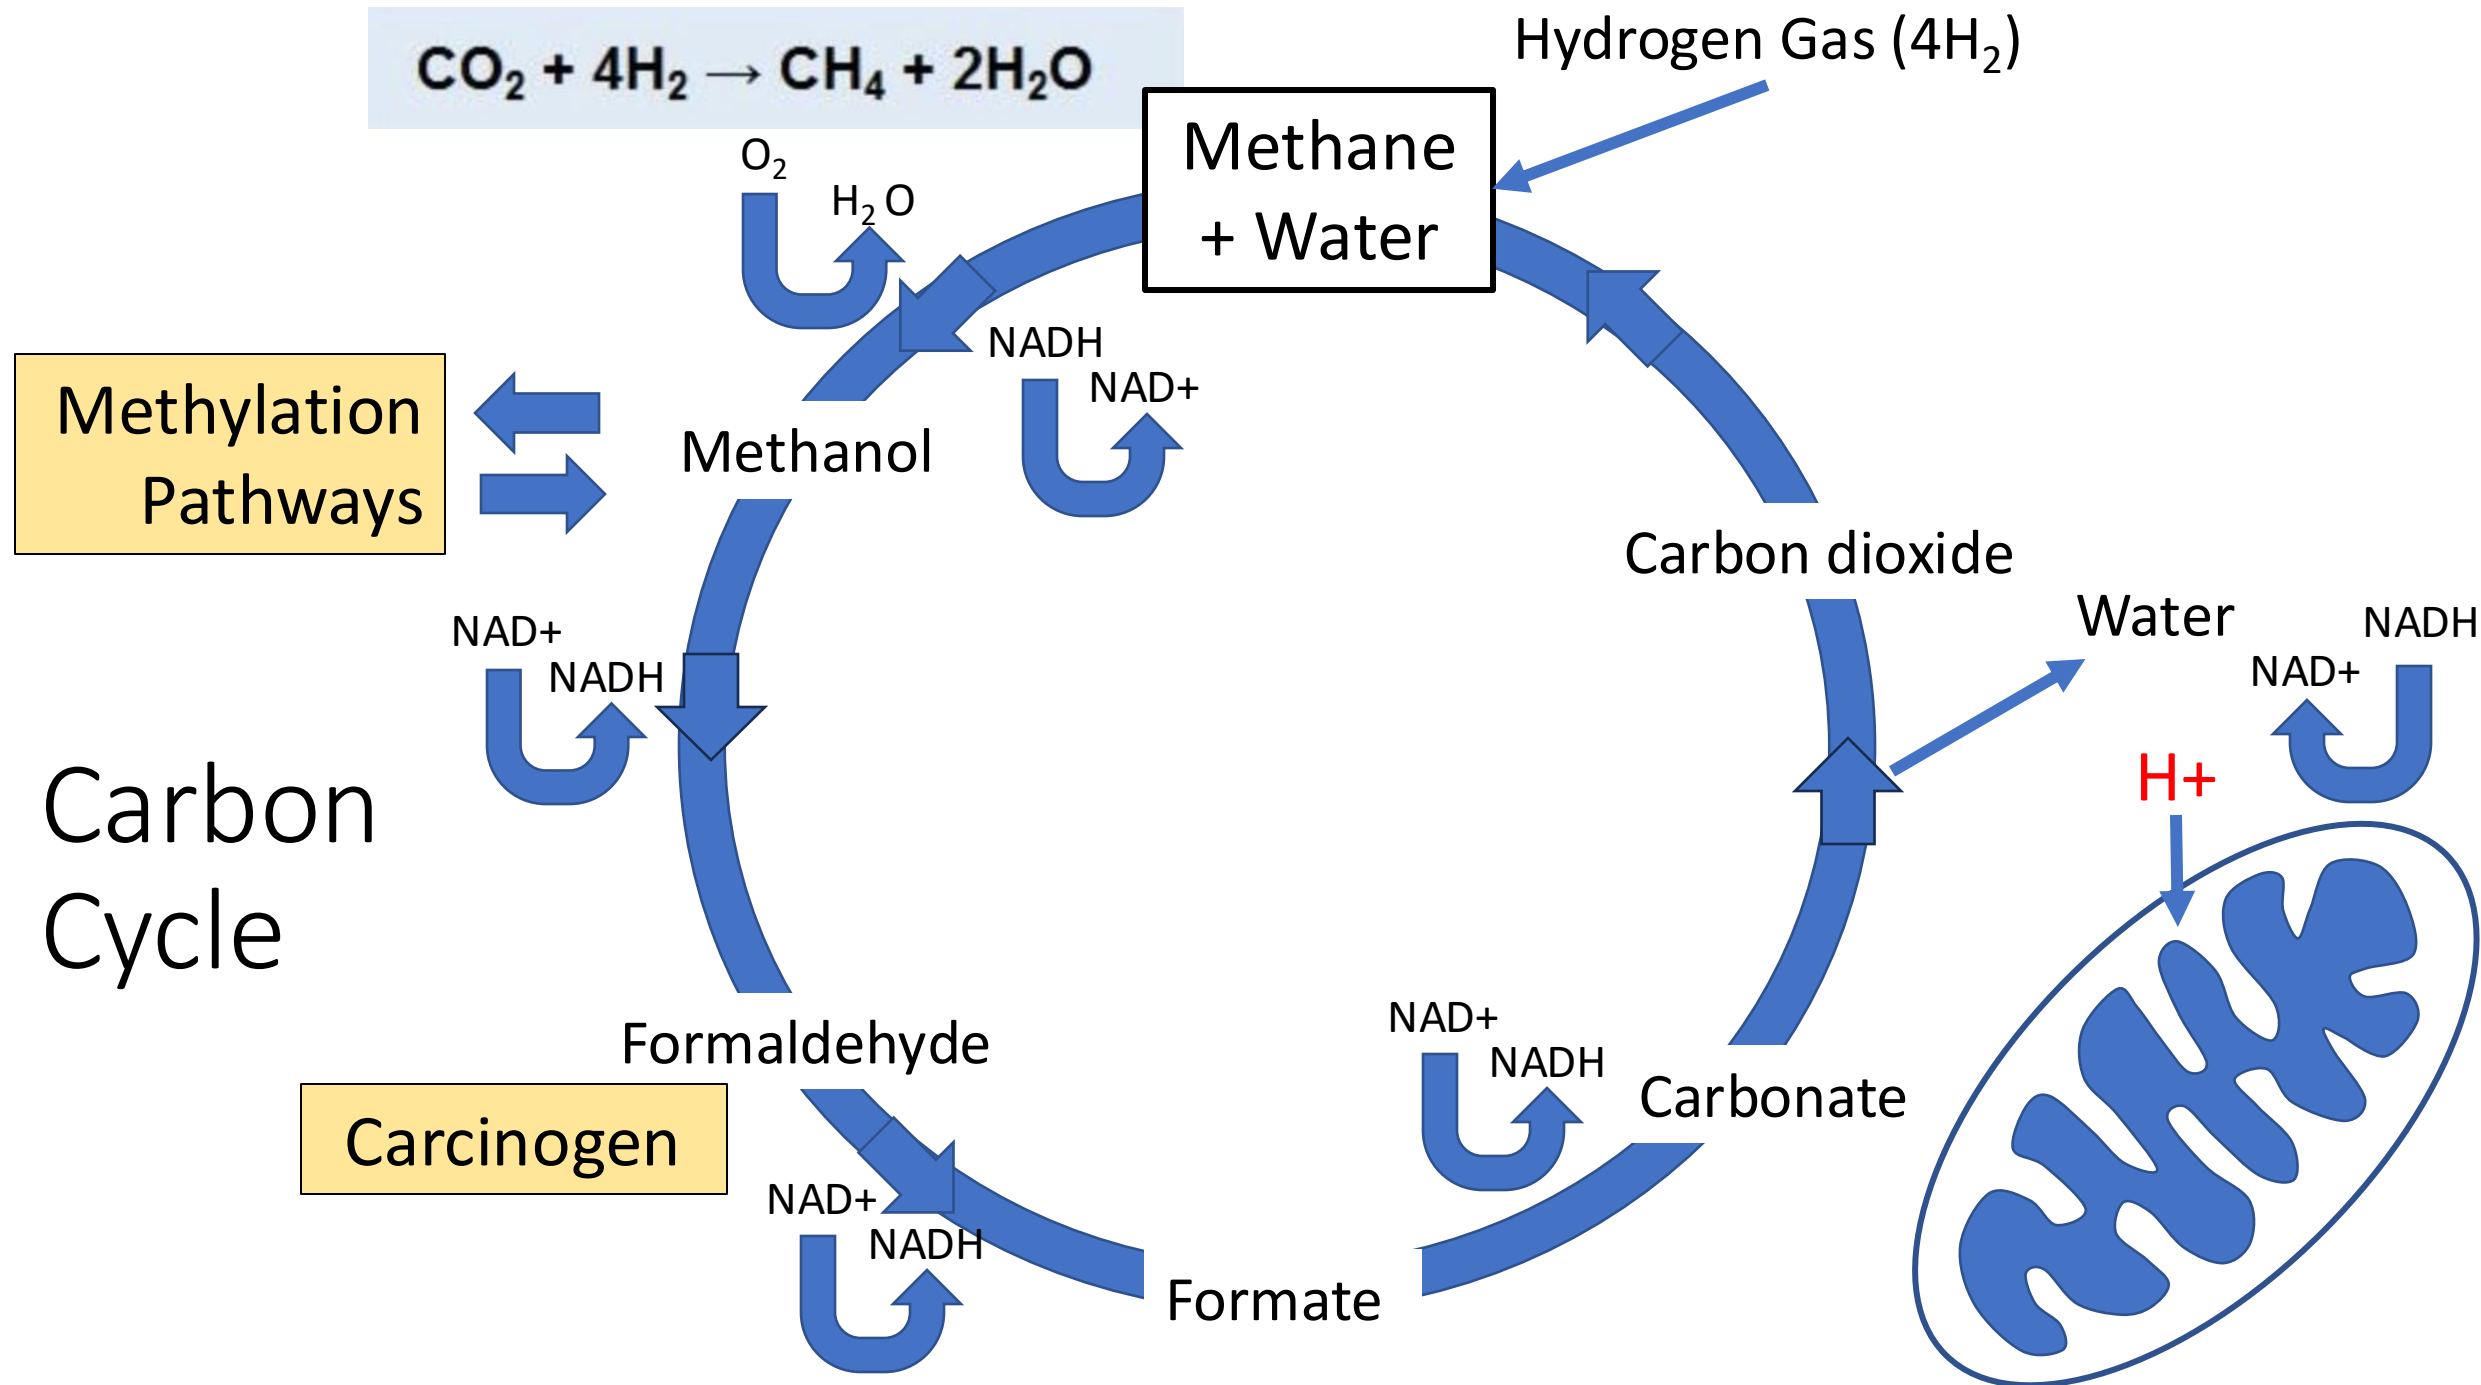 CO₂ + 4H₂ → CH₄ + 2H₂O
Hydrogen Gas (4H₂)
Methane
+ Water
O₂
H₂ O
NADH
NAD+
Methylation
Pathways
Methanol
Carbon dioxide
Water
NADH
NAD+
NAD+
NADH
H+
Carbon
Cycle
Formaldehyde
Carcinogen
NAD+
NADH
NAD+
NADH
Carbonate
Formate